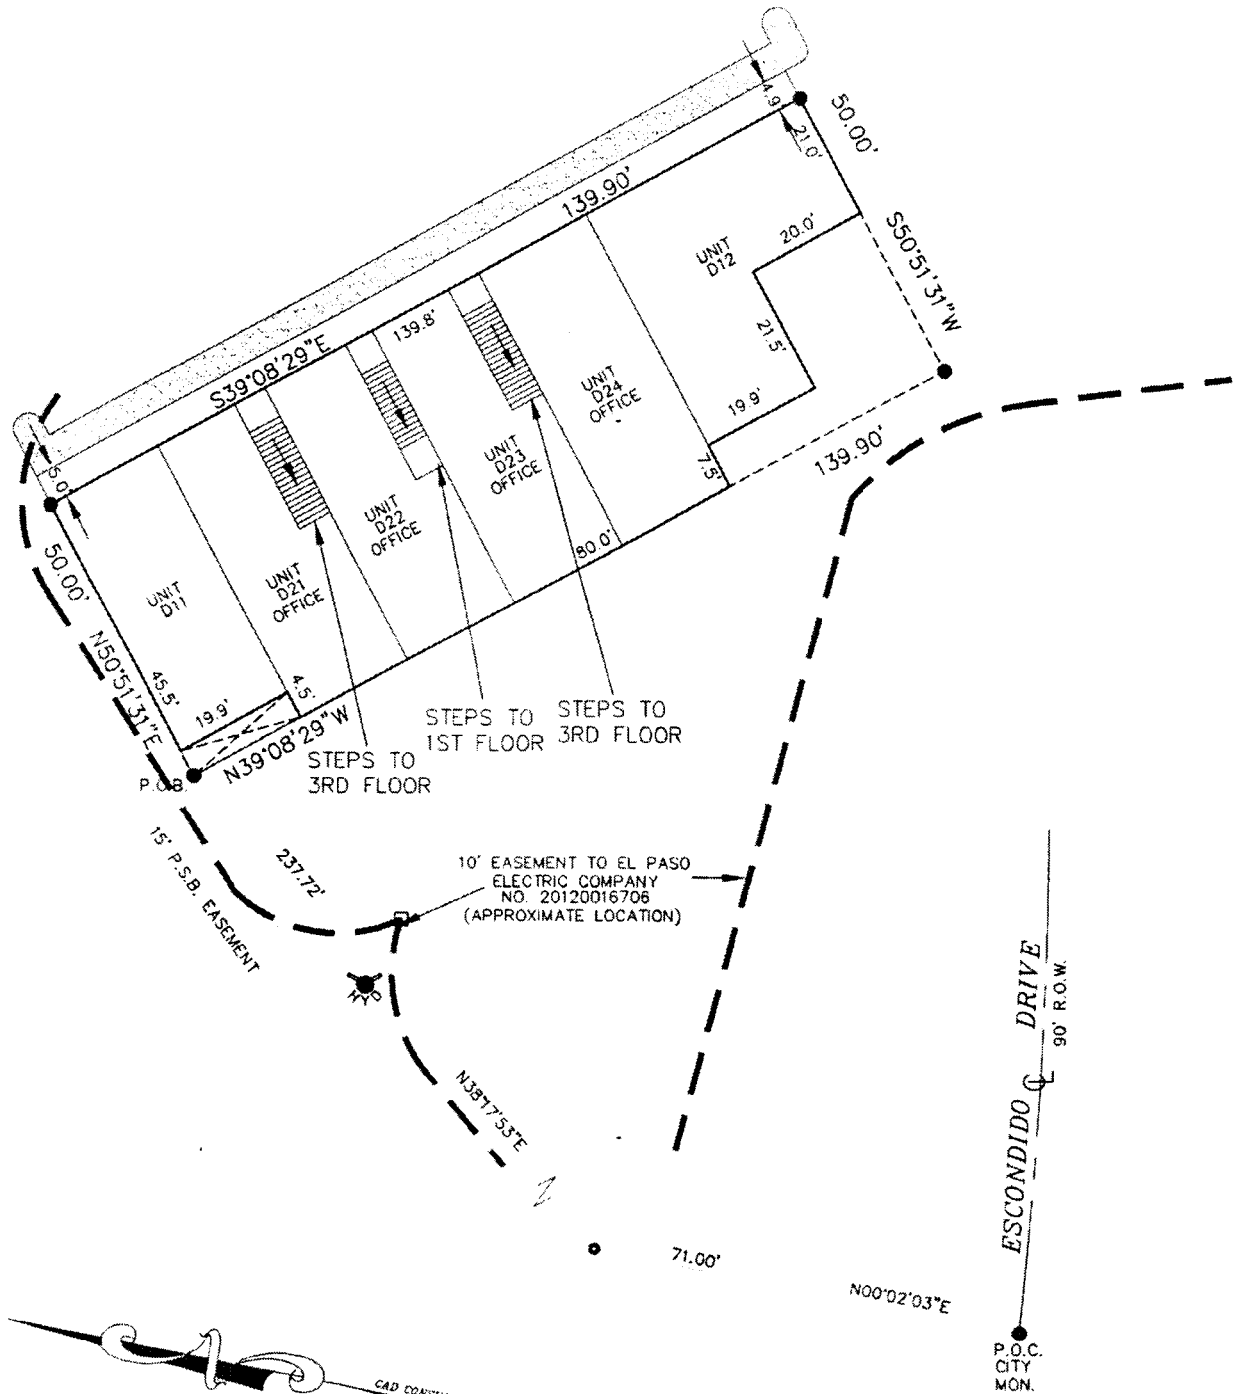 4.9'
50.00'
21.0'
139.90'
20.0'
UNIT
D12
S50°51'31"W
139.8'
21.5'
S39°08'29"E
UNIT
D24
OFFICE
19.9'
UNIT
D23
OFFICE
7.5'
139.90'
5.0'
UNIT
D22
OFFICE
80.0'
50.00'
UNIT
D21
OFFICE
UNIT
D11
N50°51'31"E
45.5'
19.9'
4.5'
N39°08'29"W
STEPS TO
1ST FLOOR
STEPS TO
3RD FLOOR
STEPS TO
3RD FLOOR
P.O.B.
15' P.S.B. EASEMENT
237.72'
10' EASEMENT TO EL PASO
ELECTRIC COMPANY
NO. 20120016706
(APPROXIMATE LOCATION)
HYD
ESCONDIDO DRIVE
90' R.O.W.
N38°17'53"E
71.00'
N00°02'03"E
P.O.C.
CITY
MON.
CAD